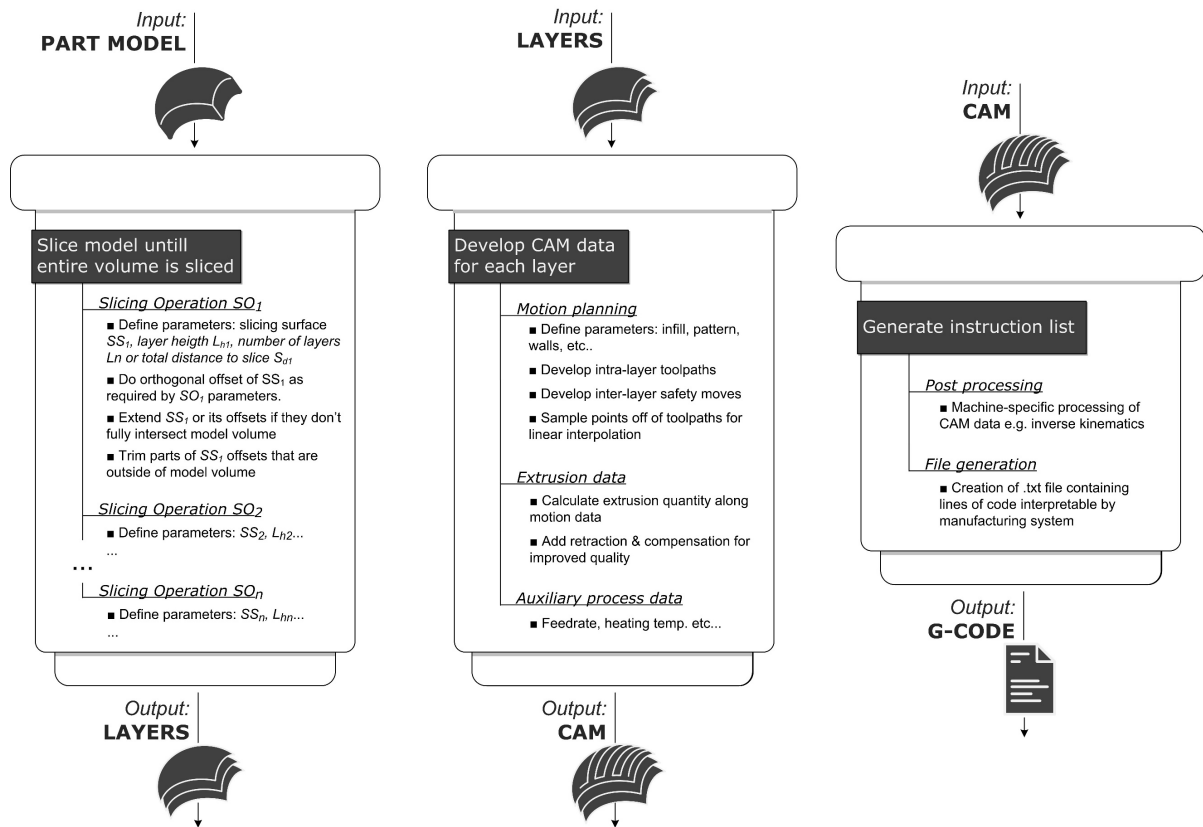 Input:
PART MODEL
Slice model untill
entire volume is sliced
Slicing Operation SO1
■ Define parameters: slicing surface
SS1, layer heigth Lh1, number of layers
Ln or total distance to slice Sd1
■ Do orthogonal offset of SS1 as
required by SO1 parameters.
■ Extend SS1 or its offsets if they don't
fully intersect model volume
■ Trim parts of SS1 offsets that are
outside of model volume
Slicing Operation SO2
■ Define parameters: SS2, Lh2...
...
...
Slicing Operation SOn
■ Define parameters: SSn, Lhn...
...
Output:
LAYERS
Input:
LAYERS
Develop CAM data
for each layer
Motion planning
■ Define parameters: infill, pattern,
walls, etc..
■ Develop intra-layer toolpaths
■ Develop inter-layer safety moves
■ Sample points off of toolpaths for
linear interpolation
Extrusion data
■ Calculate extrusion quantity along
motion data
■ Add retraction & compensation for
improved quality
Auxiliary process data
■ Feedrate, heating temp. etc...
Output:
CAM
Input:
CAM
Generate instruction list
Post processing
■ Machine-specific processing of
CAM data e.g. inverse kinematics
File generation
■ Creation of .txt file containing
lines of code interpretable by
manufacturing system
Output:
G-CODE